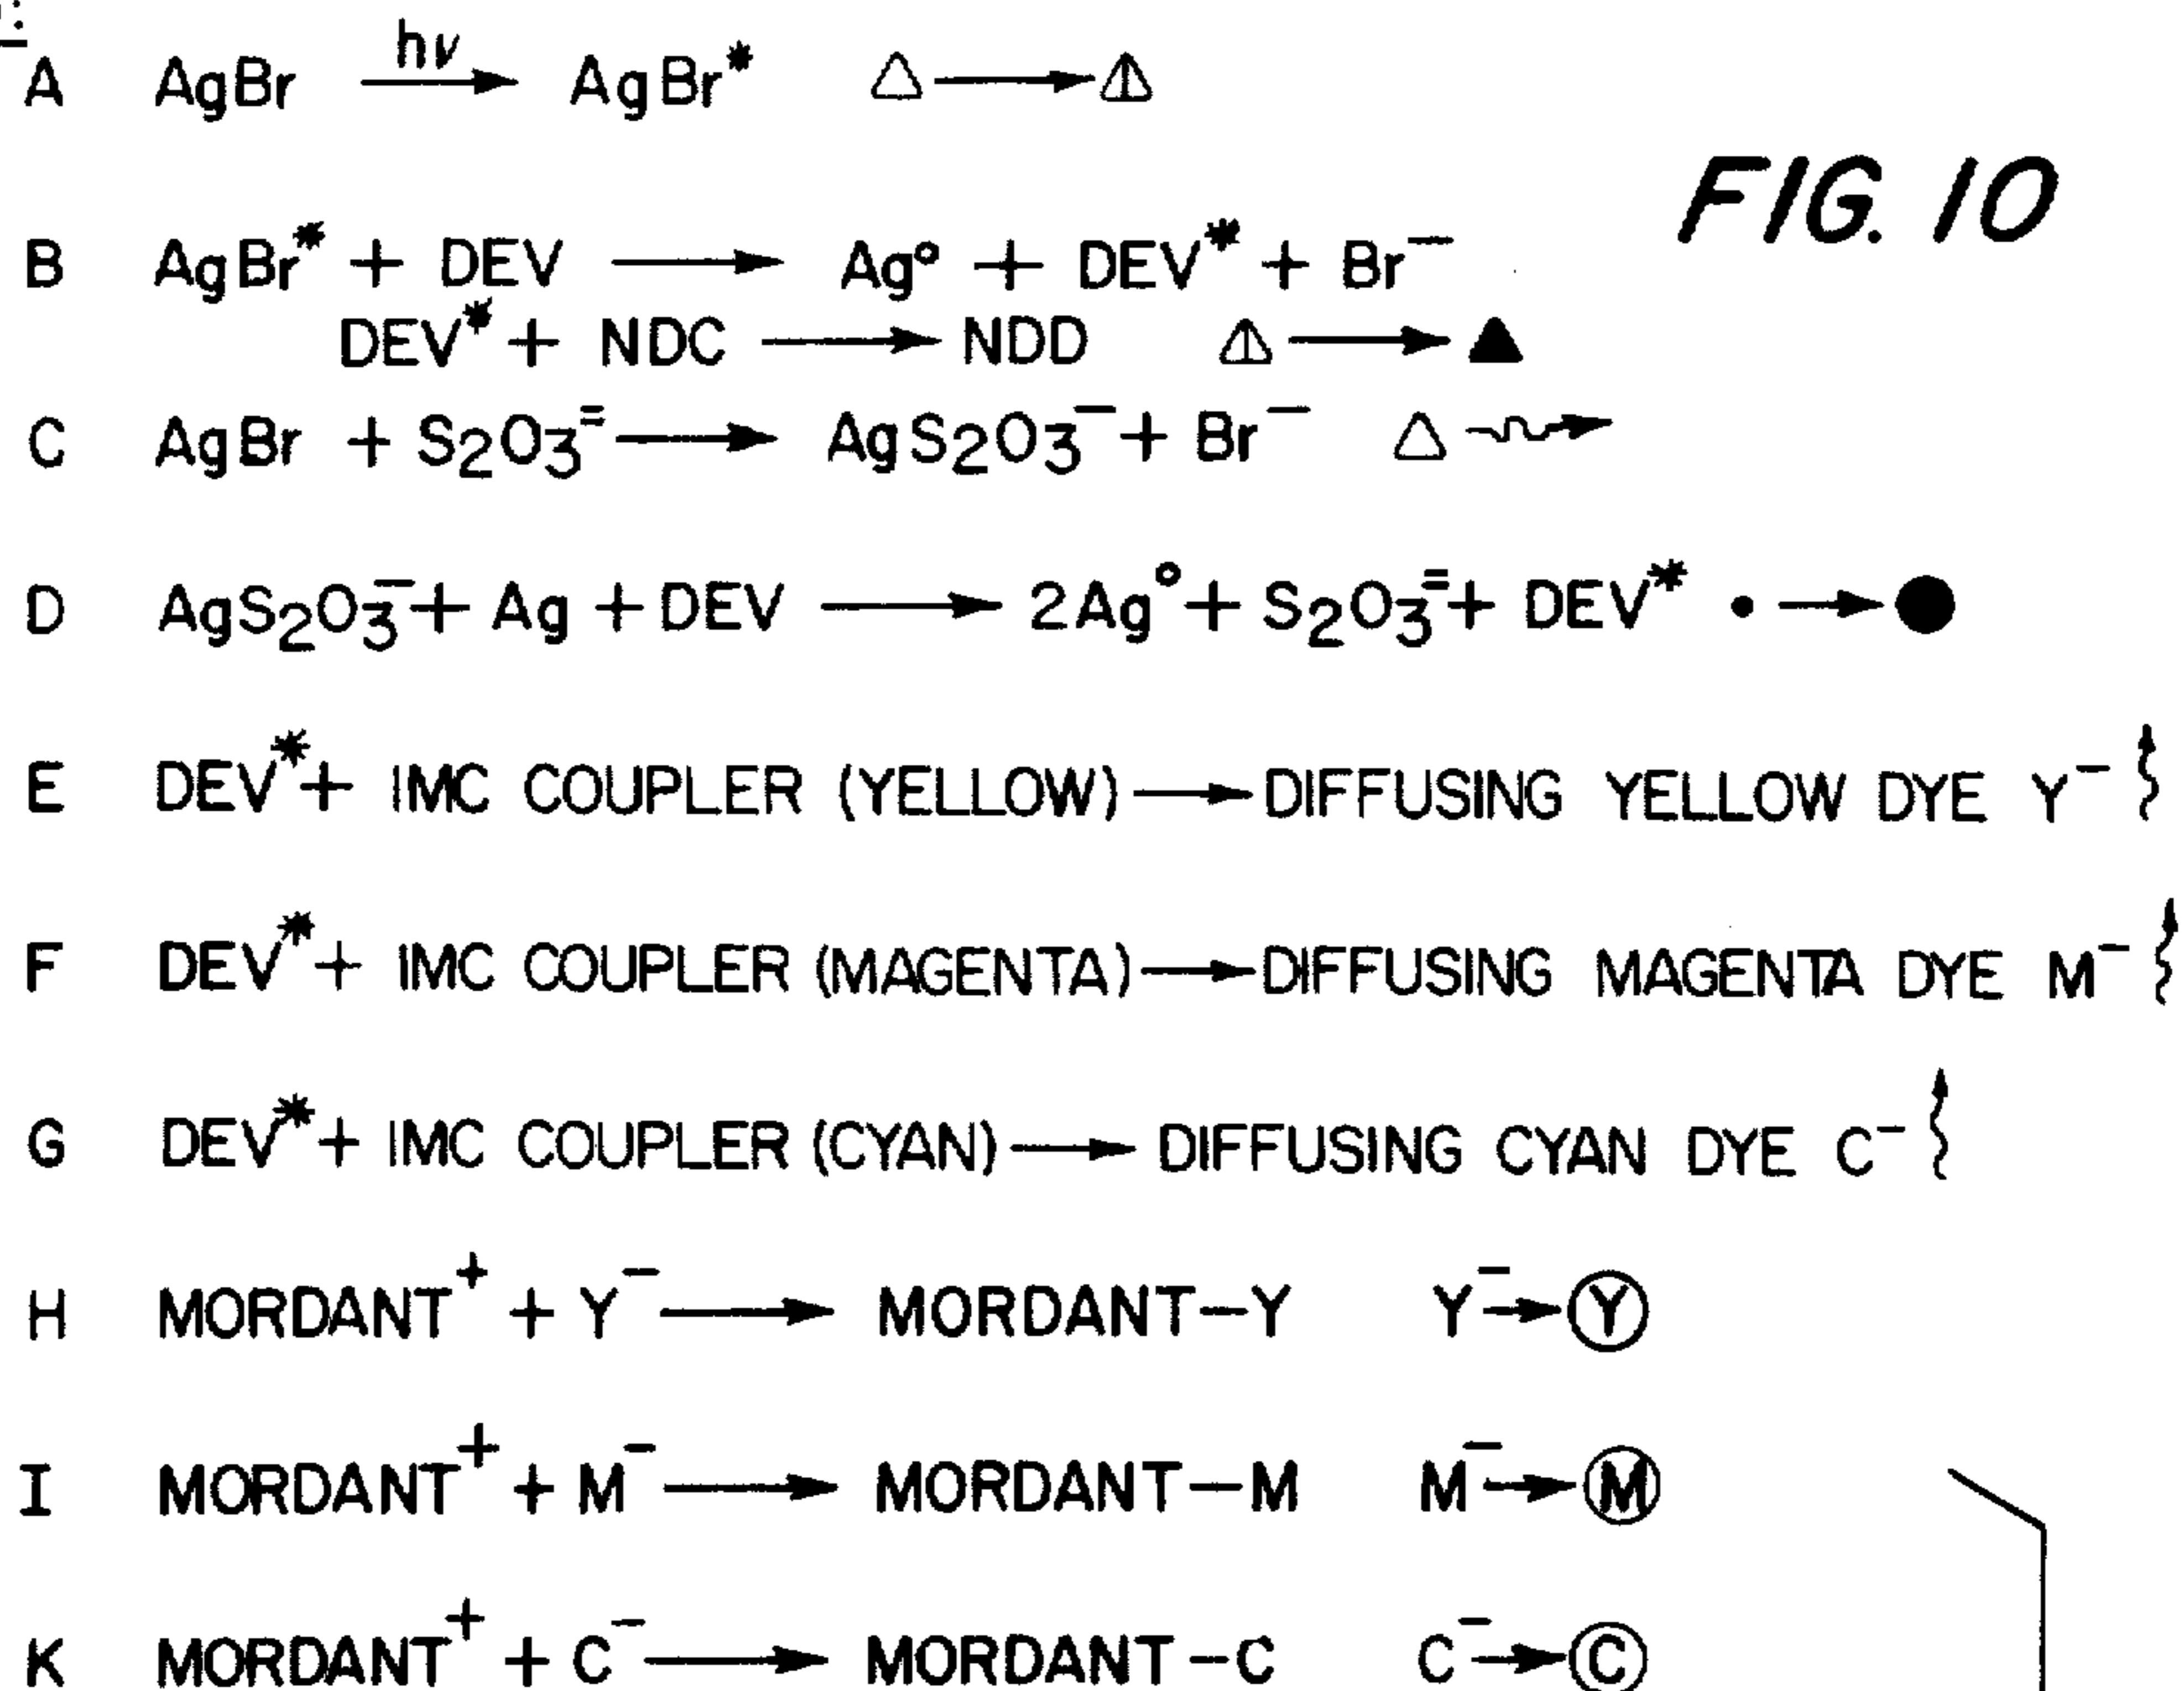 A AgBr hν → AgBr* △ → ◬
FIG. 10
B AgBr* + DEV → Ag° + DEV* + Br⁻
DEV* + NDC → NDD ◬ → ▲
C AgBr + S₂O₃⁼ → AgS₂O₃⁻ + Br⁻ △ ⇝
D AgS₂O₃⁻ + Ag + DEV → 2Ag° + S₂O₃⁼ + DEV* • → ●
E DEV* + IMC COUPLER (YELLOW) → DIFFUSING YELLOW DYE Y⁻
F DEV* + IMC COUPLER (MAGENTA) → DIFFUSING MAGENTA DYE M⁻
G DEV* + IMC COUPLER (CYAN) → DIFFUSING CYAN DYE C⁻
H MORDANT⁺ + Y⁻ → MORDANT-Y Y⁻ → Ⓨ
I MORDANT⁺ + M⁻ → MORDANT-M M⁻ → Ⓜ
K MORDANT⁺ + C⁻ → MORDANT-C C⁻ → Ⓒ